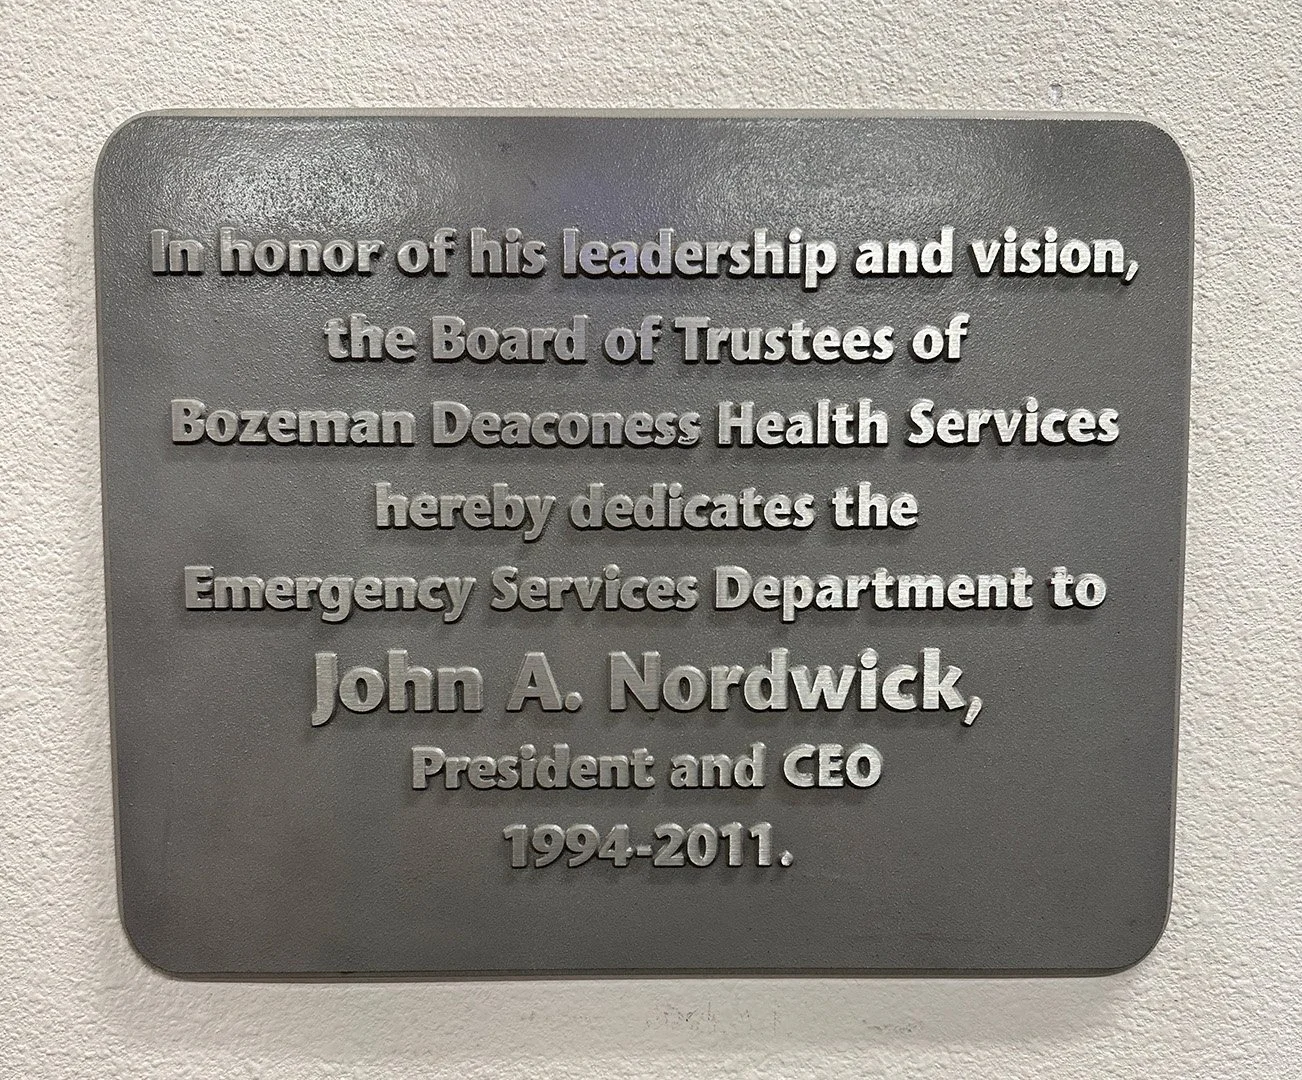 In honor of his leadership and vision,
the Board of Trustees of
Bozeman Deaconess Health Services
hereby dedicates the
Emergency Services Department to
John A. Nordwick,
President and CEO
1994-2011.